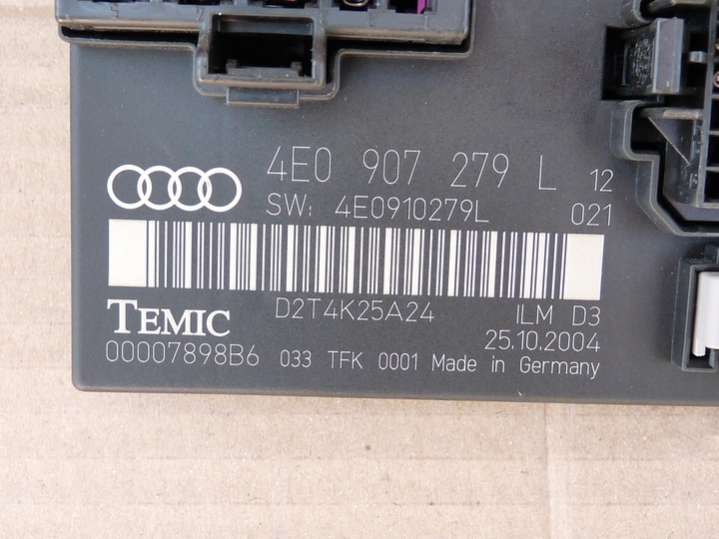 4E0 907 279 L 12
SW: 4E0910279L 021
D2T4K25A24 ILM D3
TEMIC 25.10.2004
00007898B6 033 TFK 0001 Made in Germany